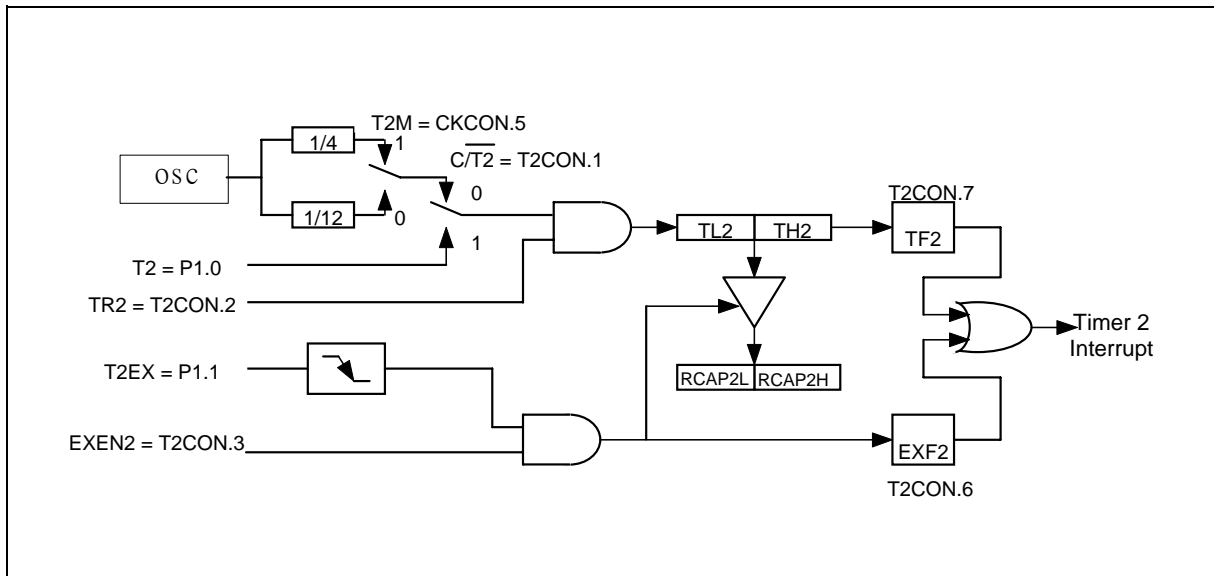 T2M = CKCON.5
1/4
1
C/T2 = T2CON.1
OSC
0
T2CON.7
1/12
0
TL2
TH2
TF2
1
T2 = P1.0
TR2 = T2CON.2
Timer 2
Interrupt
T2EX = P1.1
RCAP2L
RCAP2H
EXEN2 = T2CON.3
EXF2
T2CON.6